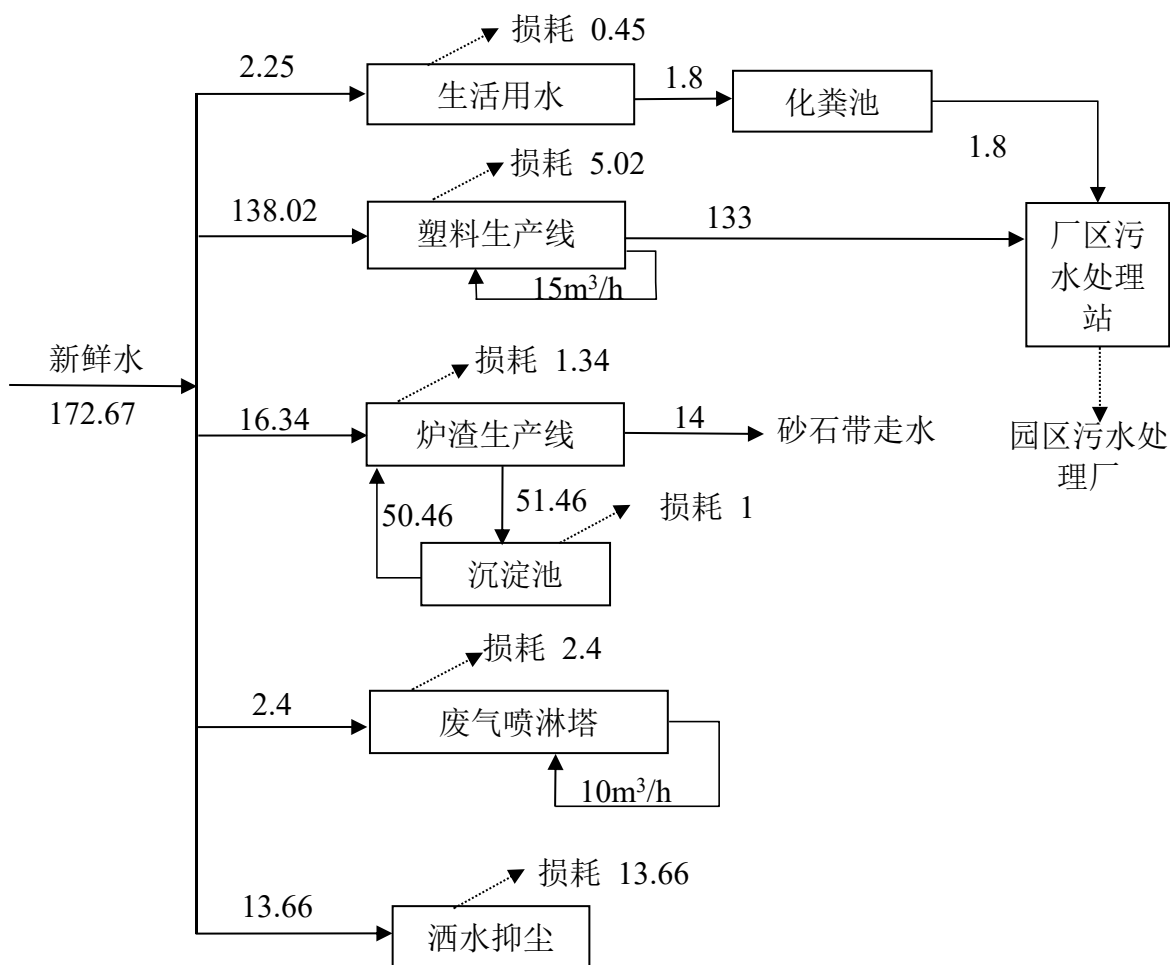 损耗 0.45
2.25
生活用水
1.8
化粪池
1.8
损耗 5.02
138.02
塑料生产线
133
厂区污
水处理
站
15m³/h
新鲜水
172.67
损耗 1.34
16.34
炉渣生产线
14
砂石带走水
园区污水处
理厂
50.46
51.46
损耗 1
沉淀池
损耗 2.4
2.4
废气喷淋塔
10m³/h
损耗 13.66
13.66
洒水抑尘